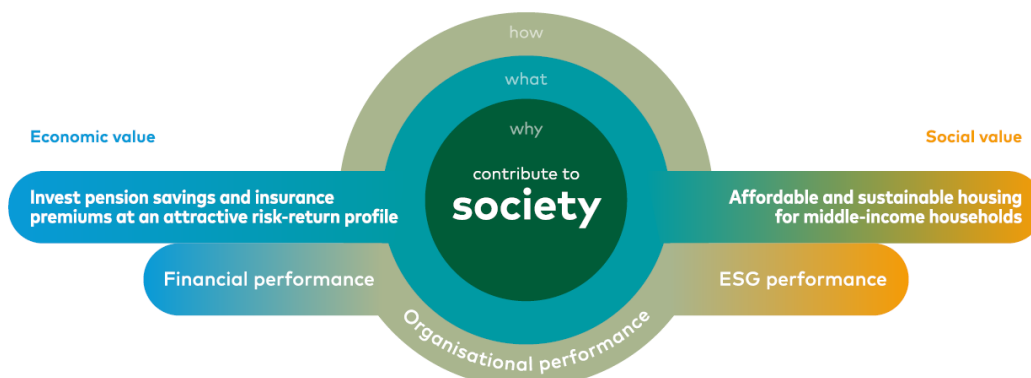 how
what
why
contribute to
society
Economic value
Invest pension savings and insurance
premiums at an attractive risk-return profile
Financial performance
Social value
Affordable and sustainable housing
for middle-income households
ESG performance
Organisational performance